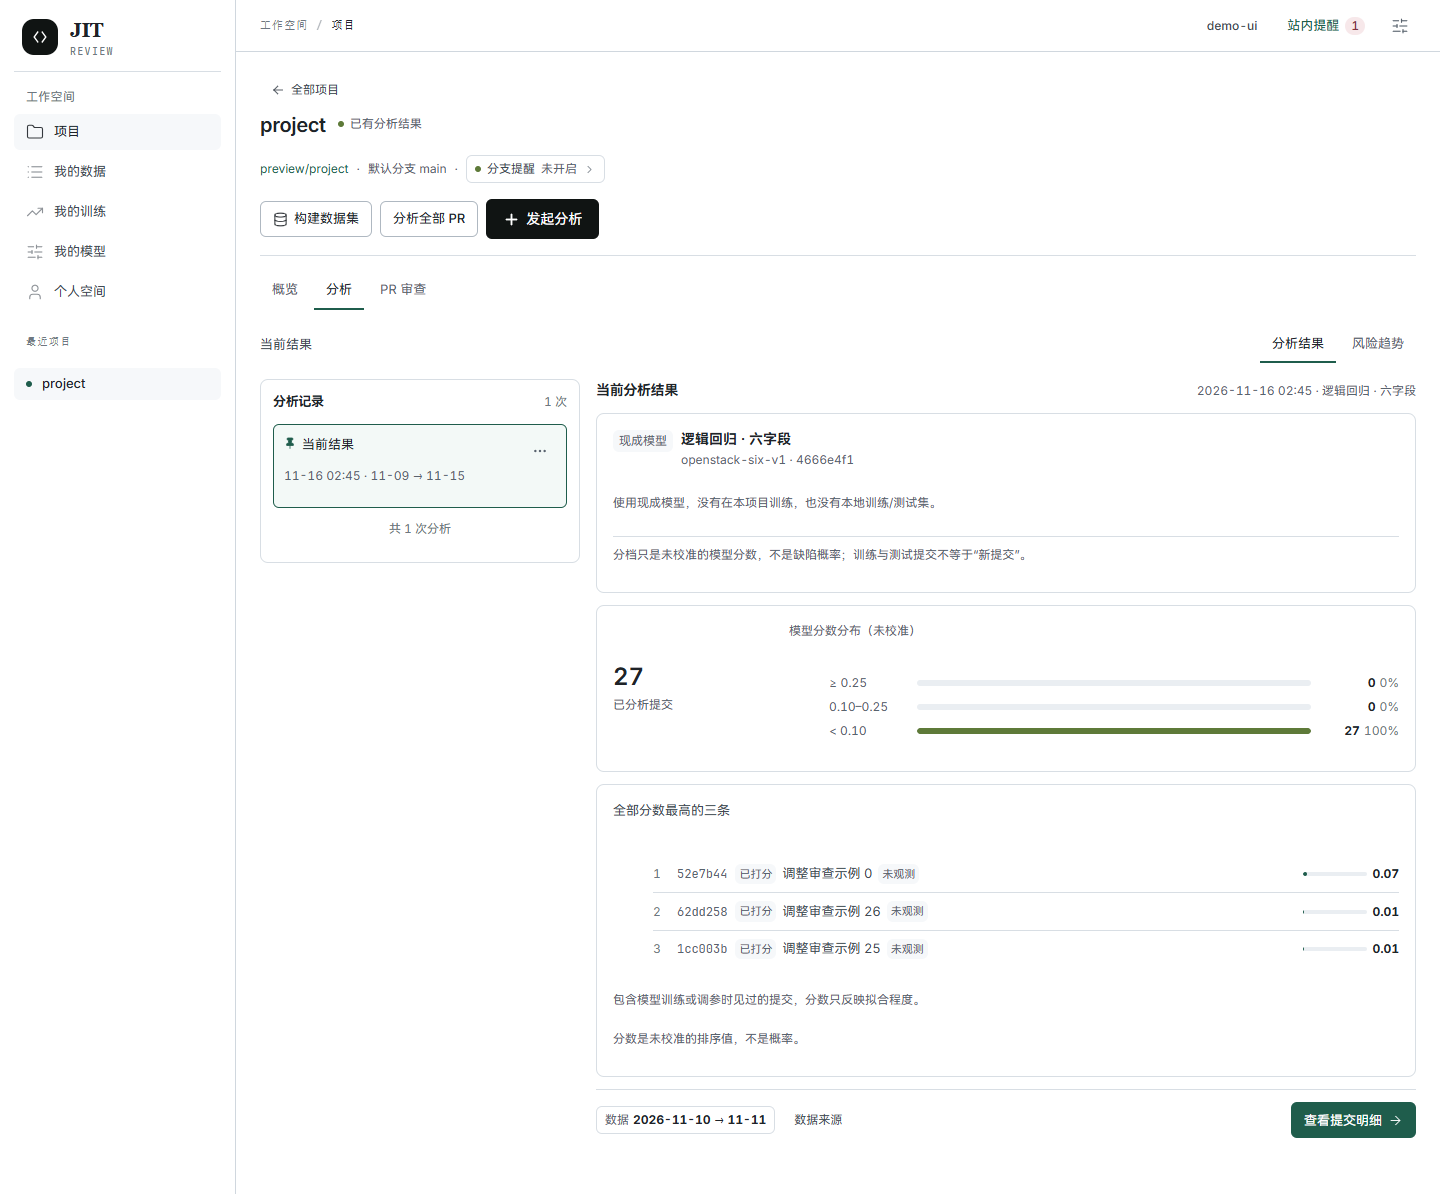 JIT
REVIEW
工作空间
项目
我的数据
我的训练
我的模型
个人空间
最近项目
project
工作空间 / 项目
demo-ui
站内提醒 1
全部项目
project 已有分析结果
preview/project · 默认分支 main · 分支提醒 未开启
构建数据集
分析全部 PR
发起分析
概览
分析
PR 审查
当前结果
分析结果
风险趋势
分析记录 1 次
当前结果
11-16 02:45 · 11-09 → 11-15
共 1 次分析
当前分析结果
2026-11-16 02:45 · 逻辑回归 · 六字段
现成模型 逻辑回归 · 六字段
openstack-six-v1 · 4666e4f1
使用现成模型，没有在本项目训练，也没有本地训练/测试集。
分档只是未校准的模型分数，不是缺陷概率；训练与测试提交不等于“新提交”。
模型分数分布（未校准）
27
已分析提交
≥ 0.25 0 0%
0.10–0.25 0 0%
< 0.10 27 100%
全部分数最高的三条
1 52e7b44 已打分 调整审查示例 0 未观测 0.07
2 62dd258 已打分 调整审查示例 26 未观测 0.01
3 1cc003b 已打分 调整审查示例 25 未观测 0.01
包含模型训练或调参时见过的提交，分数只反映拟合程度。
分数是未校准的排序值，不是概率。
数据 2026-11-10 → 11-11
数据来源
查看提交明细 →